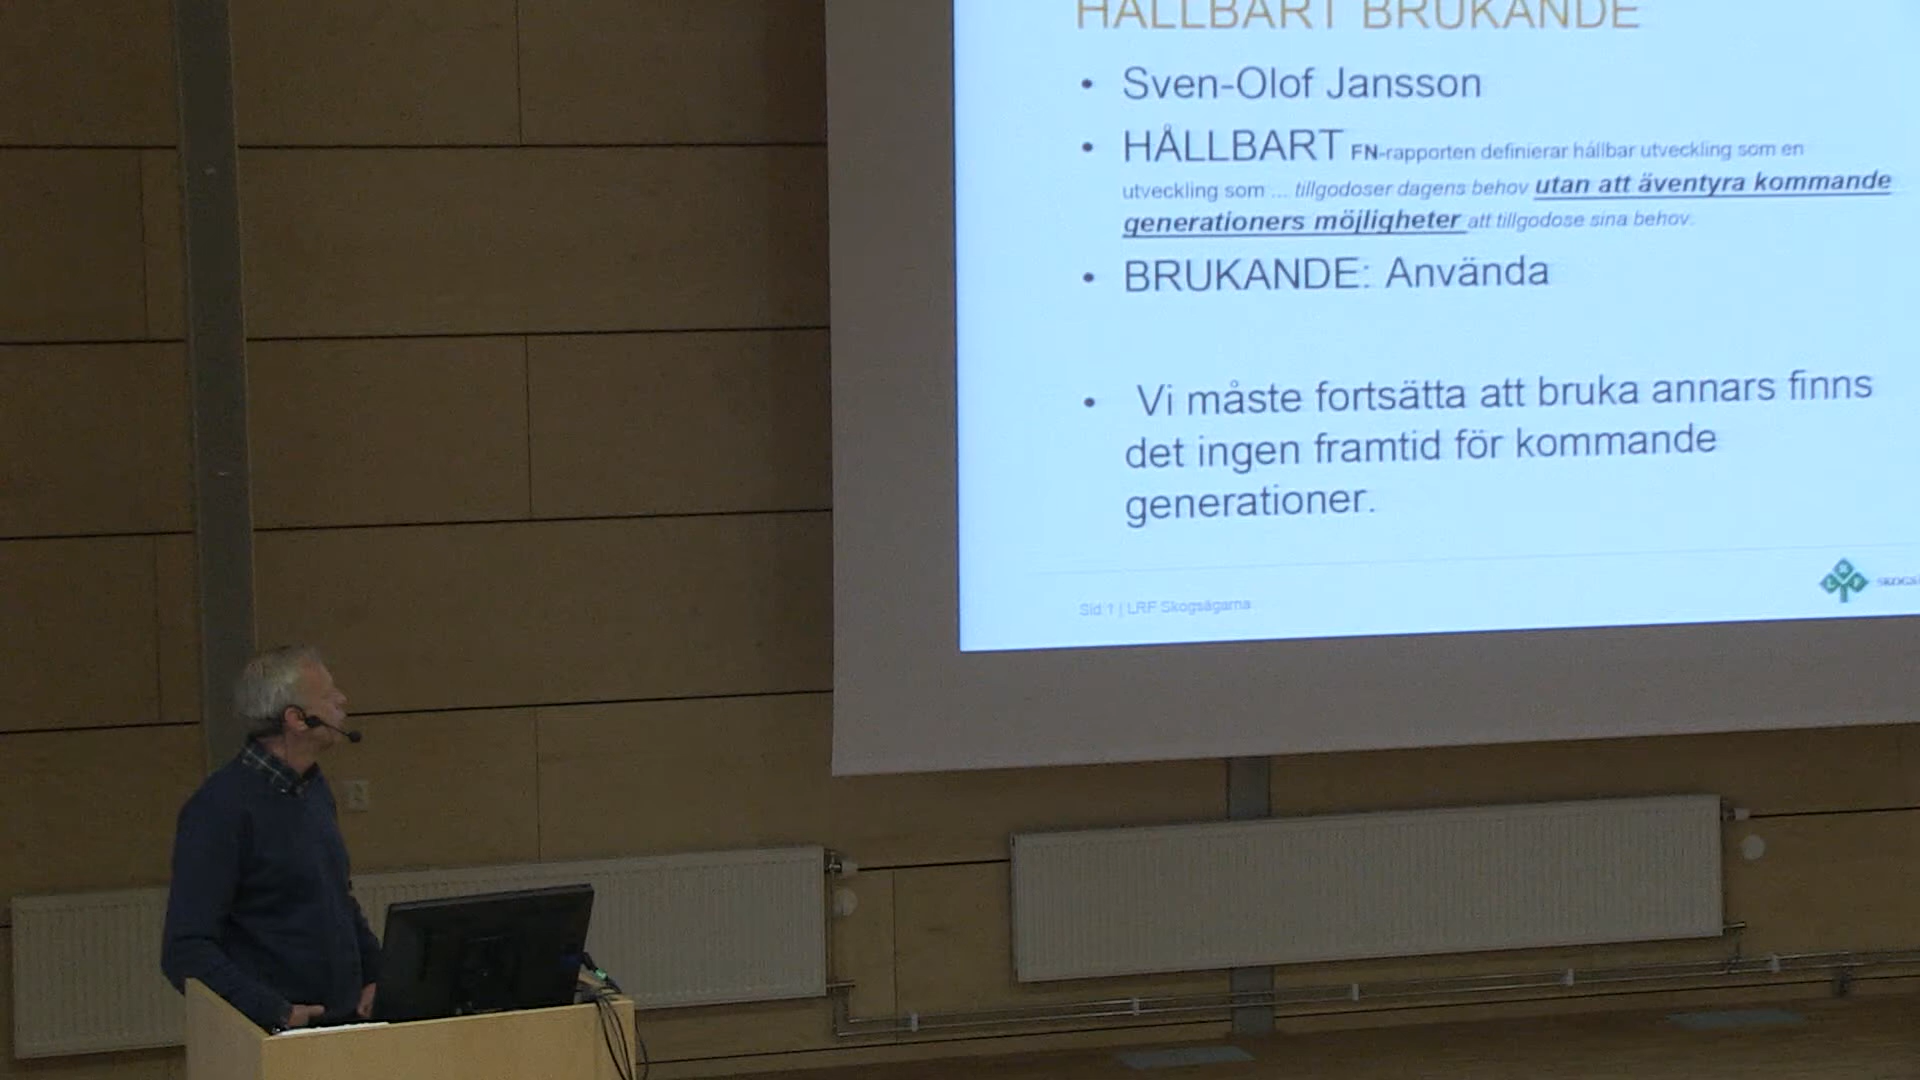 HÅLLBART BRUKANDE
• Sven-Olof Jansson
• HÅLLBART FN-rapporten definierar hållbar utveckling som en
utveckling som ... tillgodoser dagens behov utan att äventyra kommande
generationers möjligheter att tillgodose sina behov.
• BRUKANDE: Använda
• Vi måste fortsätta att bruka annars finns
det ingen framtid för kommande
generationer.
Sid 1 | LRF Skogsägarna
LRF